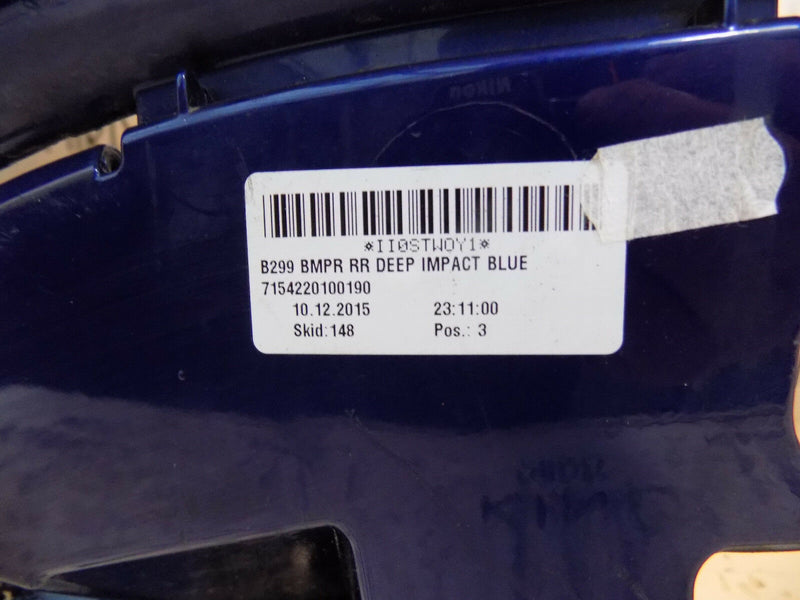 *II0STWOY1*
B299 BMPR RR DEEP IMPACT BLUE
7154220100190
10.12.2015 23:11:00
Skid:148 Pos.: 3